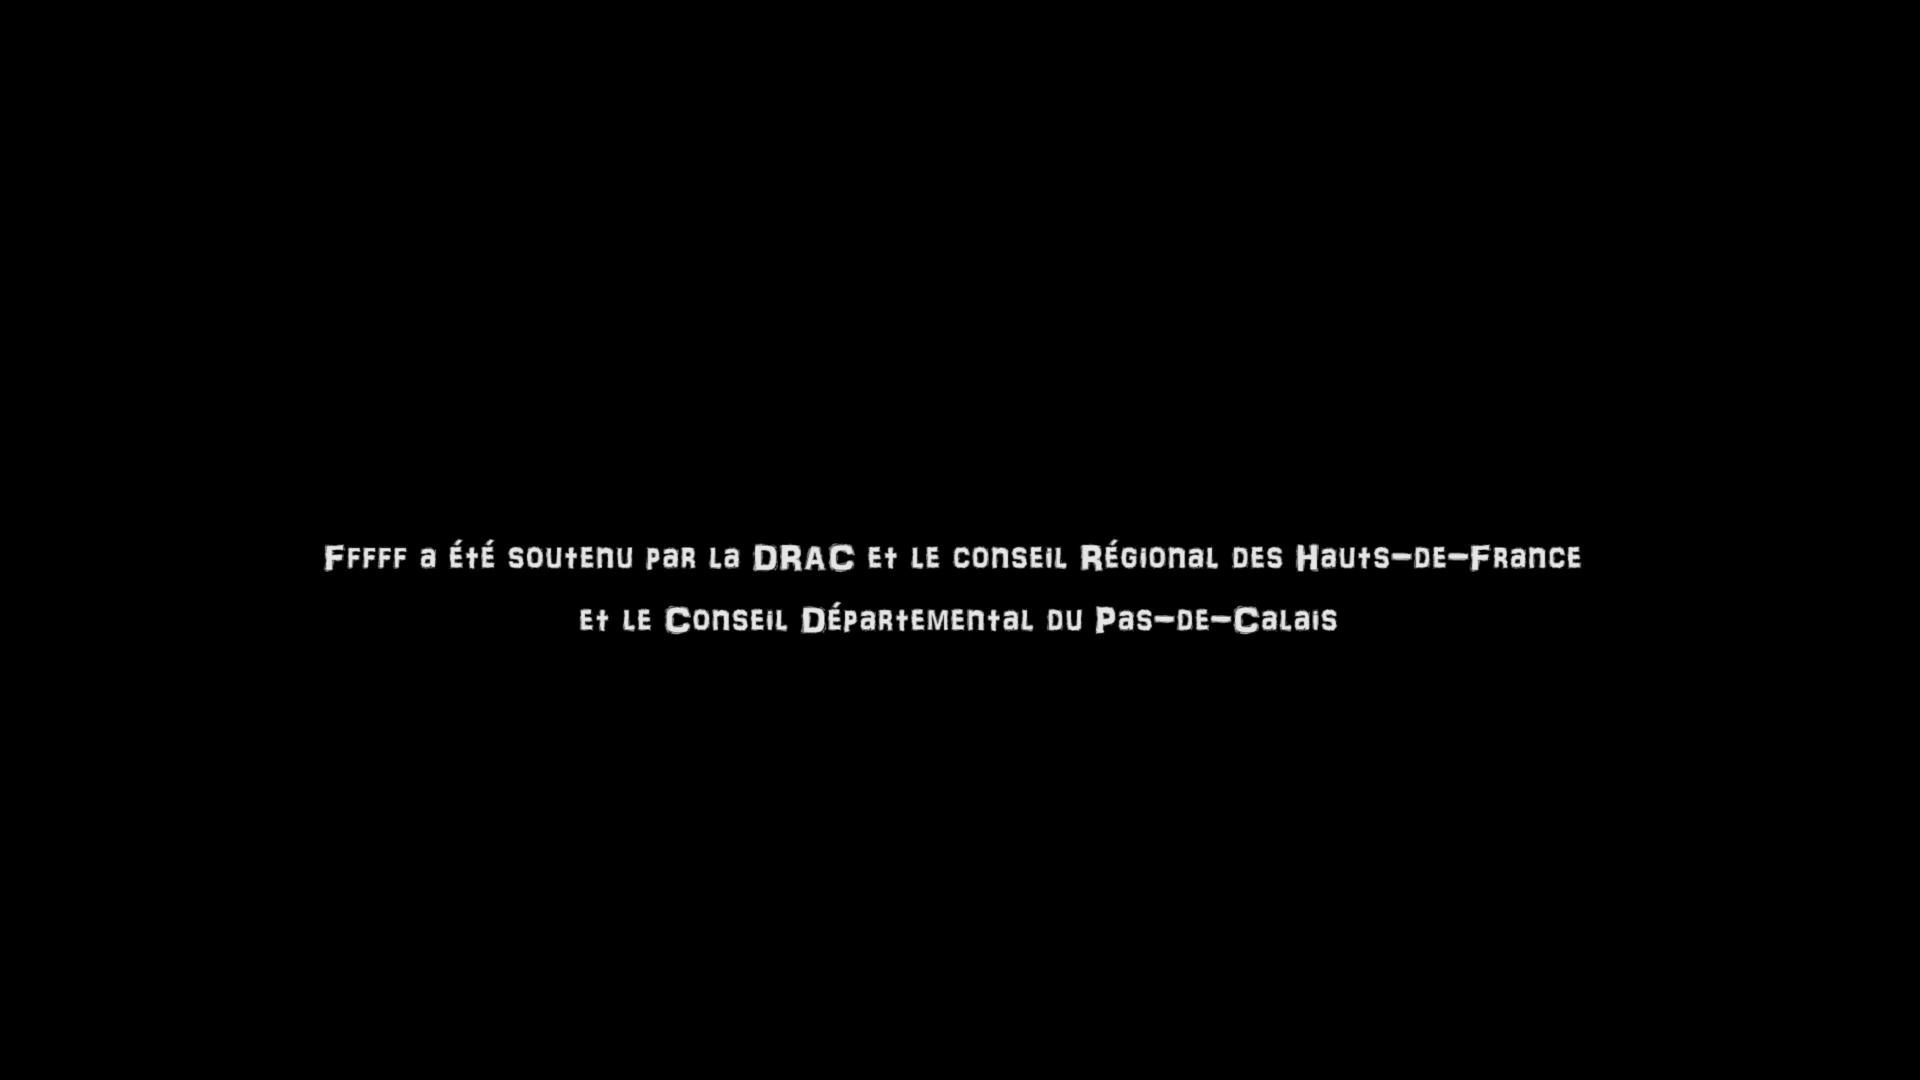 Fffff a été soutenu par la DRAC et le conseil Régional des Hauts-de-France
et le Conseil Départemental du Pas-de-Calais